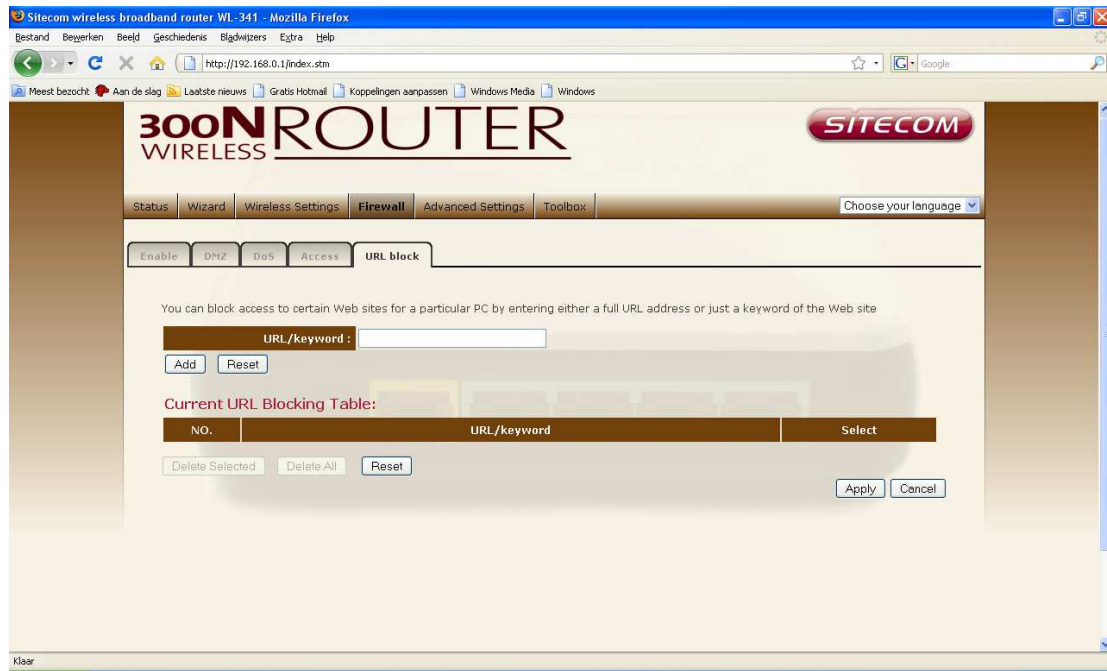 Sitecom wireless broadband router WL-341 - Mozilla Firefox
Bestand Bewerken Beeld Geschiedenis Bladwijzers Extra Help
http://192.168.0.1/index.stm
G Google
Meest bezocht Aan de slag Laatste nieuws Gratis Hotmail Koppelingen aanpassen Windows Media Windows
300N WIRELESS ROUTER
SITECOM
Status Wizard Wireless Settings Firewall Advanced Settings Toolbox Choose your language
Enable DMZ DoS Access URL block
You can block access to certain Web sites for a particular PC by entering either a full URL address or just a keyword of the Web site
URL/keyword :
Add Reset
Current URL Blocking Table:
NO. URL/keyword Select
Delete Selected Delete All Reset
Apply Cancel
Klaar